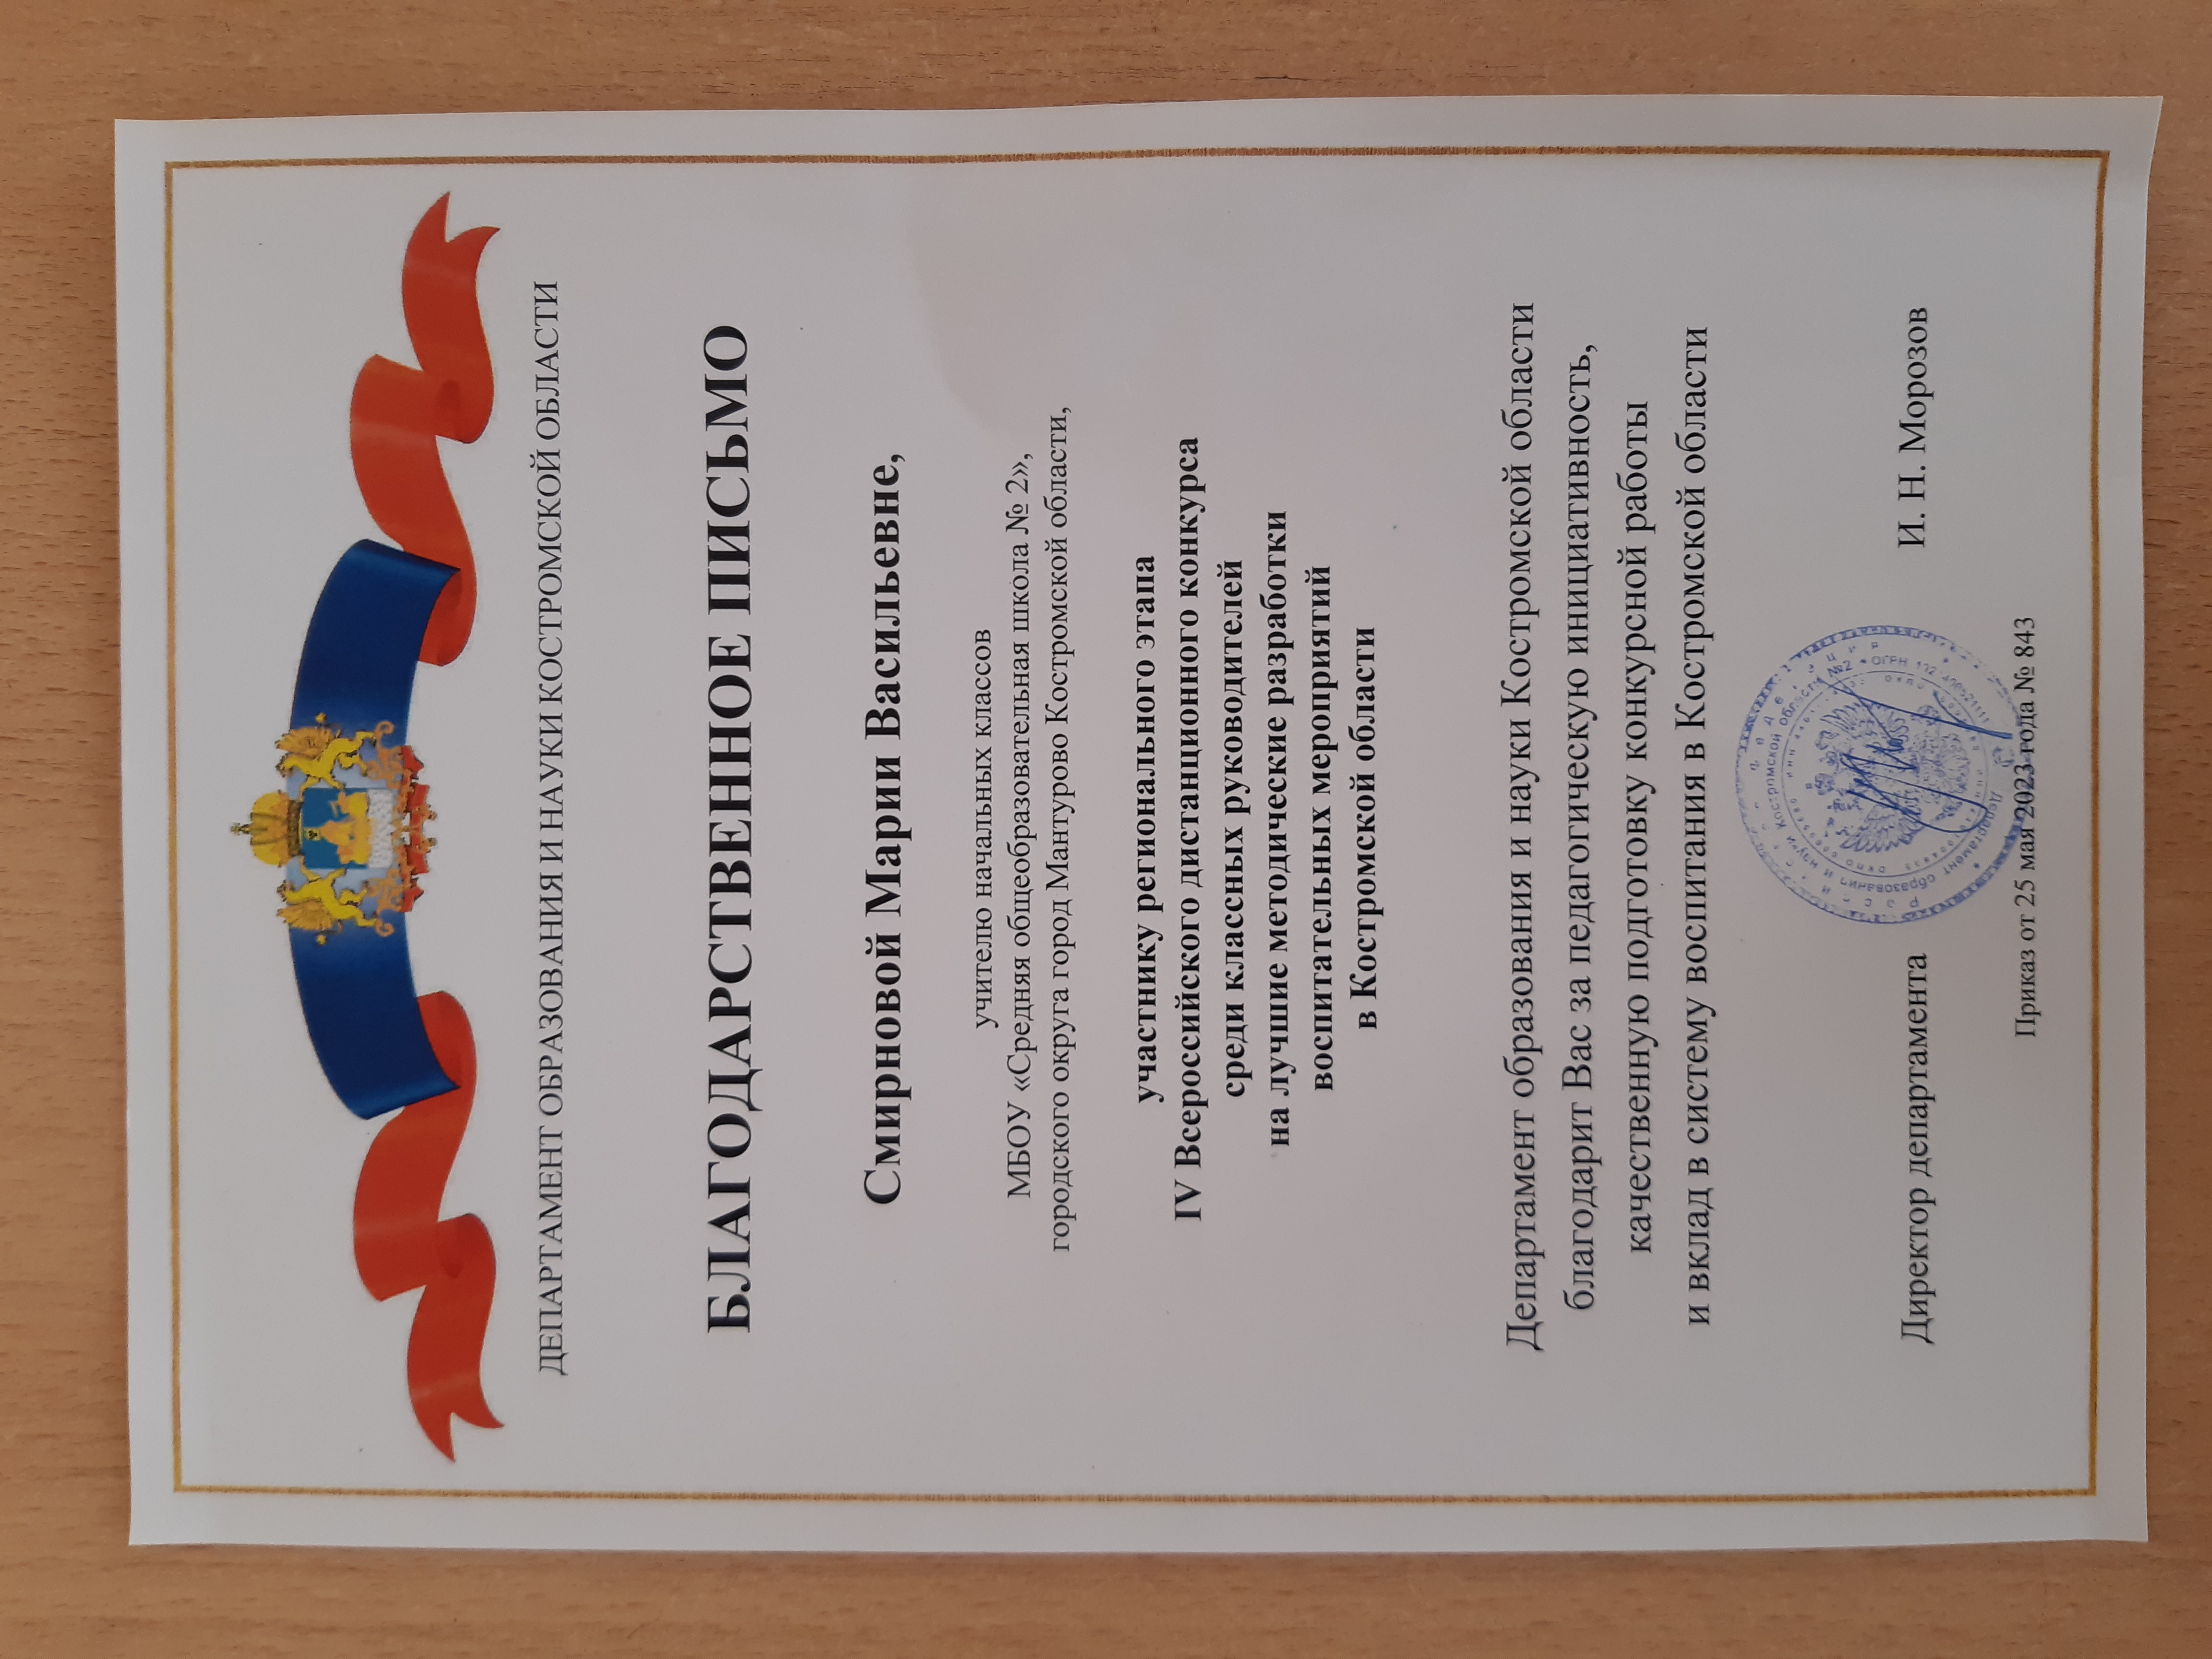 ДЕПАРТАМЕНТ ОБРАЗОВАНИЯ И НАУКИ КОСТРОМСКОЙ ОБЛАСТИ
БЛАГОДАРСТВЕННОЕ ПИСЬМО
Смирновой Марии Васильевне,
учителю начальных классов
МБОУ «Средняя общеобразовательная школа № 2»,
городского округа город Мантурово Костромской области,
участнику регионального этапа
IV Всероссийского дистанционного конкурса
среди классных руководителей
на лучшие методические разработки
воспитательных мероприятий
в Костромской области
Департамент образования и науки Костромской области
благодарит Вас за педагогическую инициативность,
качественную подготовку конкурсной работы
и вклад в систему воспитания в Костромской области
Директор департамента И. Н. Морозов
Приказ от 25 мая 2023 года № 843